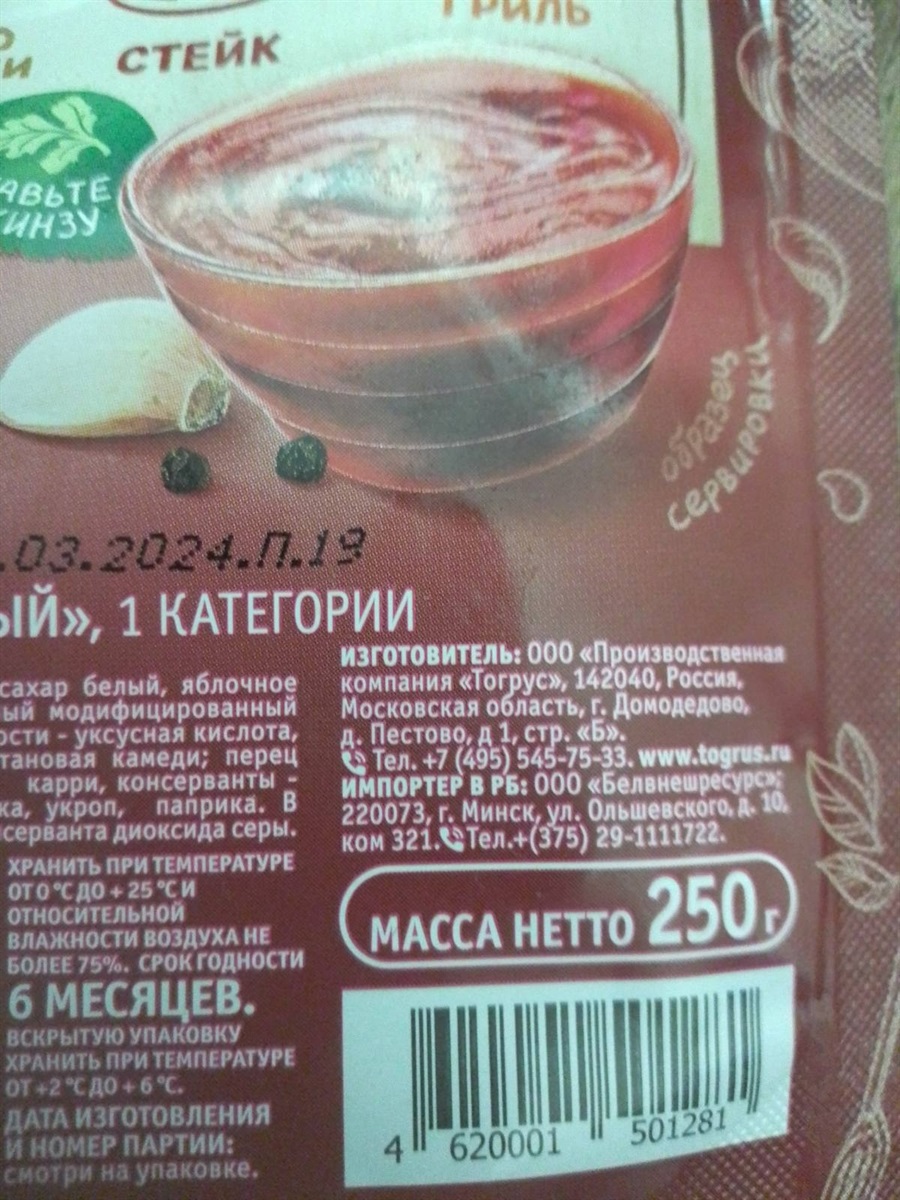 ГРИЛЬ
СТЕЙК
АВЬТЕ
ИНЗУ
образец
сервировки
.03.2024.П.19
ЫЙ», 1 КАТЕГОРИИ
сахар белый, яблочное
ый модифицированный
ости - уксусная кислота,
тановая камеди; перец
карри, консерванты -
ка, укроп, паприка. В
серванта диоксида серы.
ХРАНИТЬ ПРИ ТЕМПЕРАТУРЕ
ОТ 0 °С ДО + 25 °С И
ОТНОСИТЕЛЬНОЙ
ВЛАЖНОСТИ ВОЗДУХА НЕ
БОЛЕЕ 75%. СРОК ГОДНОСТИ
6 МЕСЯЦЕВ.
ВСКРЫТУЮ УПАКОВКУ
ХРАНИТЬ ПРИ ТЕМПЕРАТУРЕ
ОТ +2 °С ДО + 6 °С.
ДАТА ИЗГОТОВЛЕНИЯ
И НОМЕР ПАРТИИ:
смотри на упаковке.
ИЗГОТОВИТЕЛЬ: ООО «Производственная
компания «Тогрус», 142040, Россия,
Московская область, г. Домодедово,
д. Пестово, д 1, стр. «Б».
Тел. +7 (495) 545-75-33. www.togrus.ru
ИМПОРТЕР В РБ: ООО «Белвнешресурс»;
220073, г. Минск, ул. Ольшевского, д. 10,
ком 321. Тел.+(375) 29-1111722.
МАССА НЕТТО 250 г
4 620001 501281